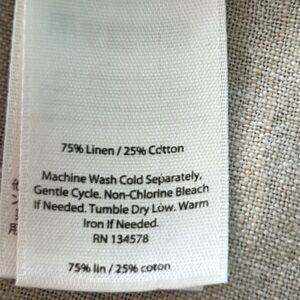 75% Linen / 25% Cotton
Machine Wash Cold Separately,
Gentle Cycle. Non-Chlorine Bleach
If Needed. Tumble Dry Low. Warm
Iron If Needed.
RN 134578
75% lin / 25% coton